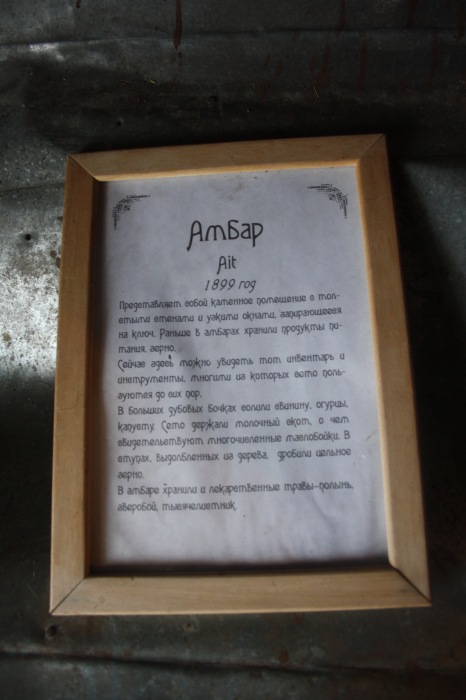 Амбар
Ait
1899 год
Представляет собой каменное помещение с тол-
стыми стенами и узкими окнами, запирающееся
на ключ. Раньше в амбарах хранили продукты пи-
тания, зерно.
Сейчас здесь можно увидеть тот инвентарь и
инструменты, многими из которых сето поль-
зуются до сих пор.
В больших дубовых бочках солили свинину, огурцы,
капусту. Сето держали молочный скот, о чем
свидетельствуют многочисленные маслобойки. В
ступах, выдолбленных из дерева, дробили цельное
зерно.
В амбаре хранили и лекарственные травы-полынь,
зверобой, тысячелистник.